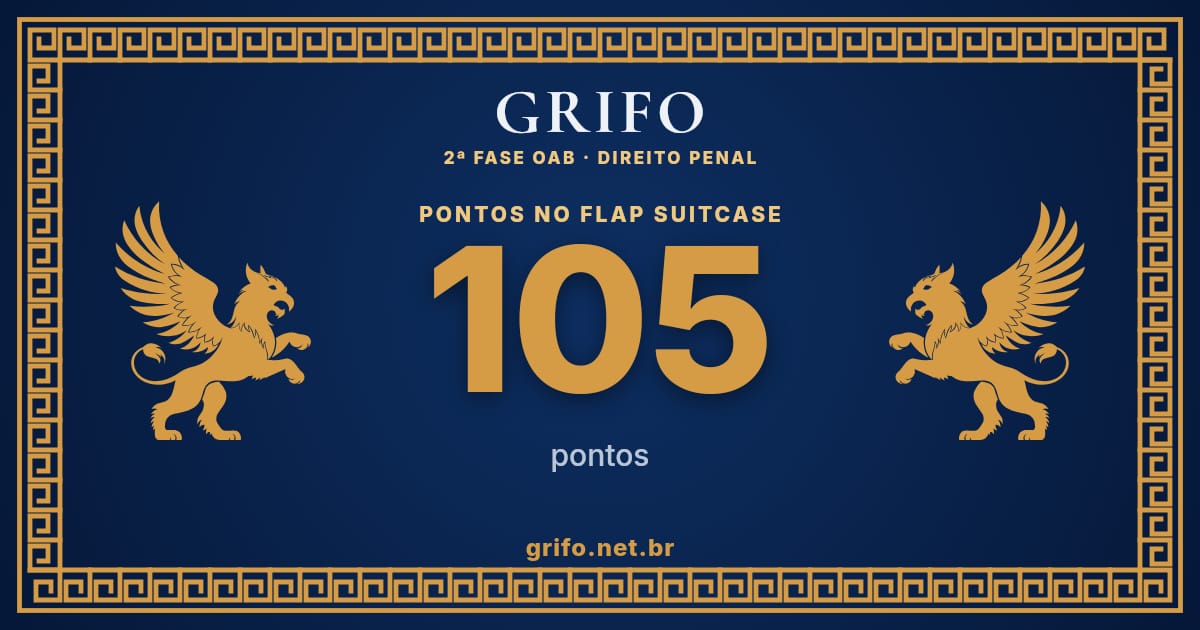 GRIFO
2ª FASE OAB · DIREITO PENAL
PONTOS NO FLAP SUITCASE
105
pontos
grifo.net.br